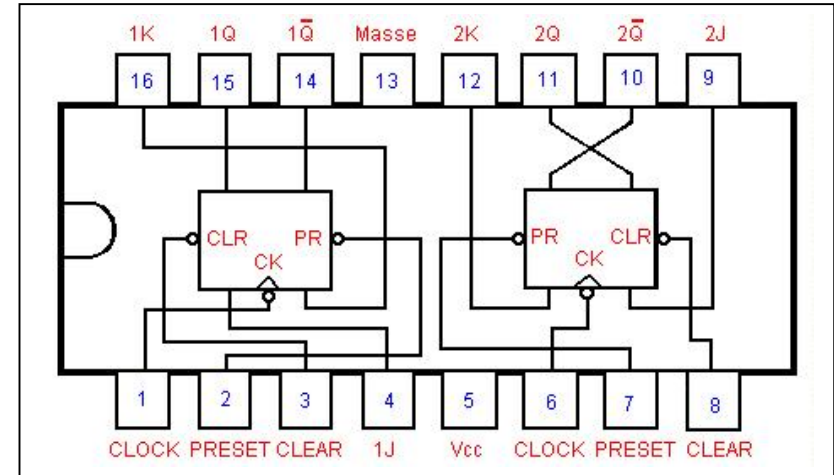 1K 1Q 1Q̅ Masse 2K 2Q 2Q̅ 2J
16 15 14 13 12 11 10 9
CLR PR PR CLR
CK CK
1 2 3 4 5 6 7 8
CLOCK PRESET CLEAR 1J Vcc CLOCK PRESET CLEAR